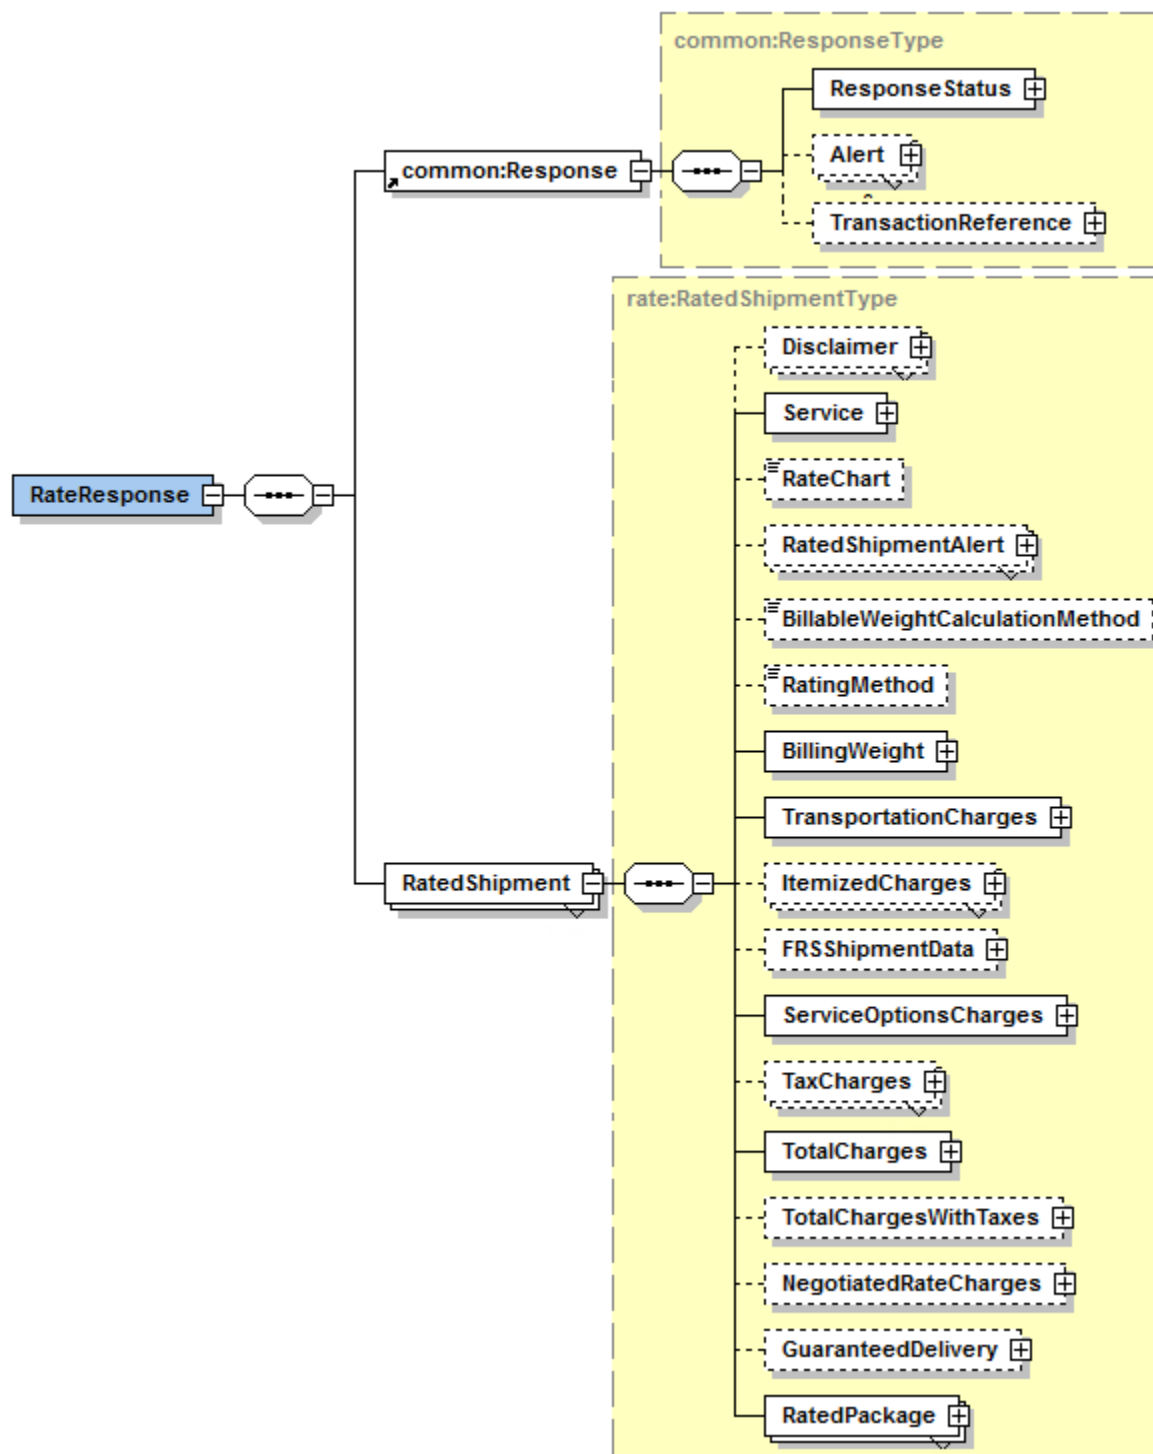 common:ResponseType
ResponseStatus
Alert
common:Response
TransactionReference
rate:RatedShipmentType
Disclaimer
Service
RateChart
RateResponse
RatedShipmentAlert
BillableWeightCalculationMethod
RatingMethod
BillingWeight
TransportationCharges
RatedShipment
ItemizedCharges
FRSShipmentData
ServiceOptionsCharges
TaxCharges
TotalCharges
TotalChargesWithTaxes
NegotiatedRateCharges
GuaranteedDelivery
RatedPackage